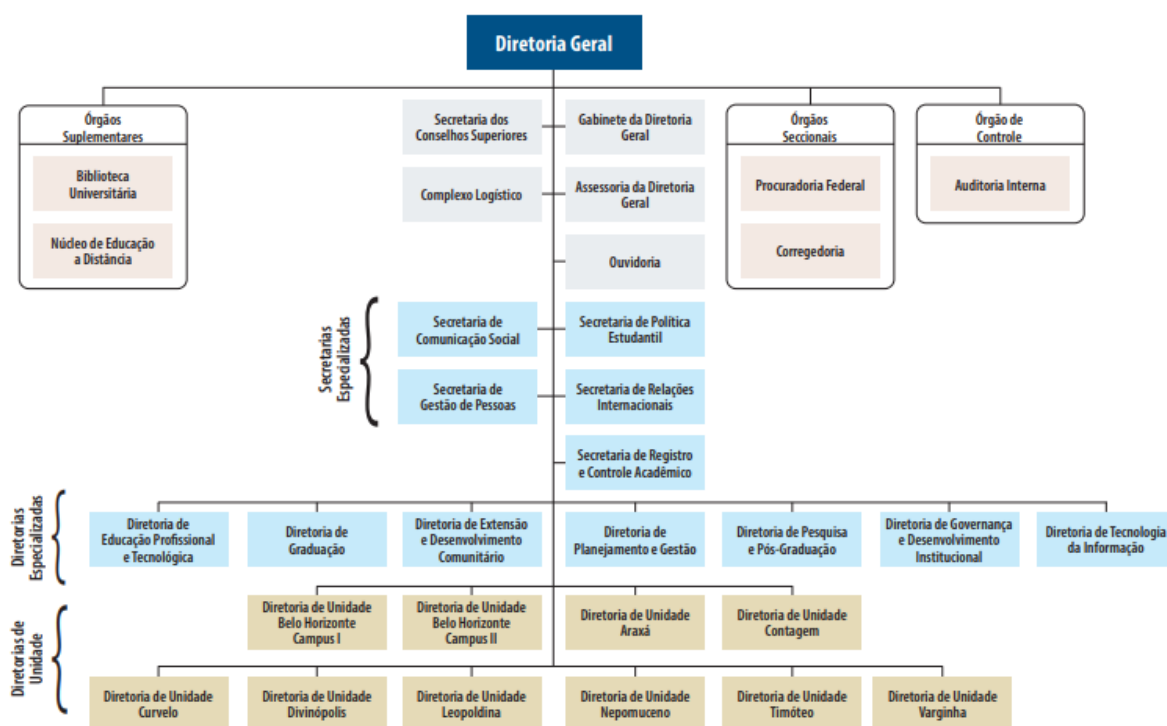 Diretoria Geral
Órgãos
Suplementares
Biblioteca
Universitária
Núcleo de Educação
a Distância
Secretaria dos
Conselhos Superiores
Gabinete da Diretoria
Geral
Complexo Logístico
Assessoria da Diretoria
Geral
Ouvidoria
Órgãos
Seccionais
Procuradoria Federal
Corregedoria
Órgão de
Controle
Auditoria Interna
Secretarias
Especializadas
Secretaria de
Comunicação Social
Secretaria de Política
Estudantil
Secretaria de
Gestão de Pessoas
Secretaria de Relações
Internacionais
Secretaria de Registro
e Controle Acadêmico
Diretorias
Especializadas
Diretoria de
Educação Profissional
e Tecnológica
Diretoria de
Graduação
Diretoria de Extensão
e Desenvolvimento
Comunitário
Diretoria de
Planejamento e Gestão
Diretoria de Pesquisa
e Pós-Graduação
Diretoria de Governança
e Desenvolvimento
Institucional
Diretoria de Tecnologia
da Informação
Diretorias de
Unidade
Diretoria de Unidade
Belo Horizonte
Campus I
Diretoria de Unidade
Belo Horizonte
Campus II
Diretoria de Unidade
Araxá
Diretoria de Unidade
Contagem
Diretoria de Unidade
Curvelo
Diretoria de Unidade
Divinópolis
Diretoria de Unidade
Leopoldina
Diretoria de Unidade
Nepomuceno
Diretoria de Unidade
Timóteo
Diretoria de Unidade
Varginha